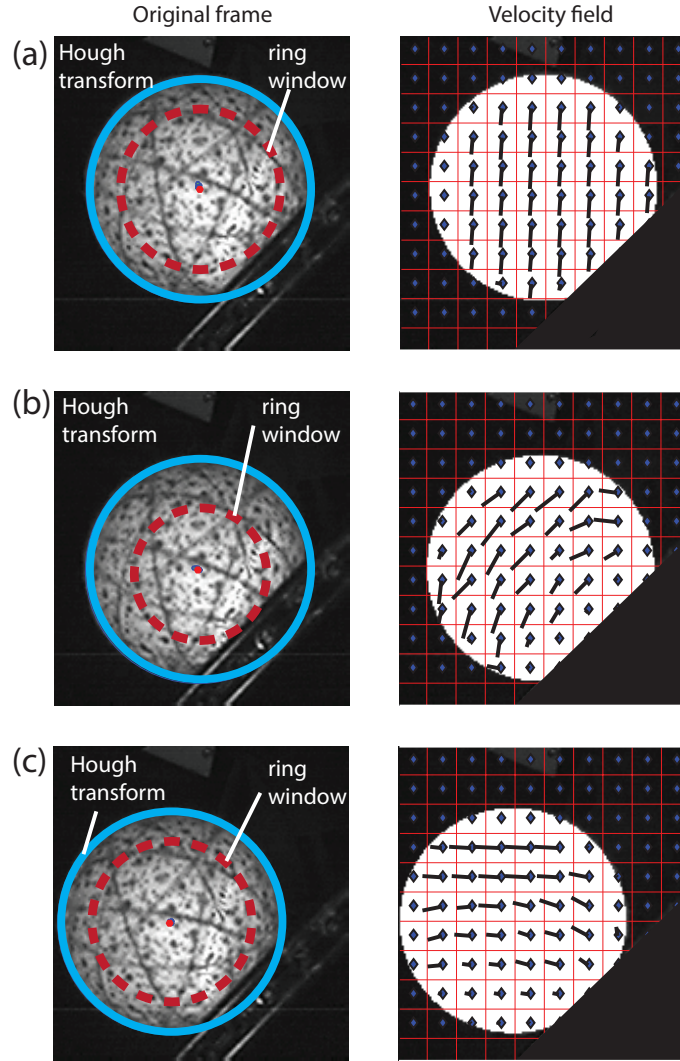 Original frame
Velocity field
(a)
Hough
transform
ring
window
(b)
Hough
transform
ring
window
(c)
Hough
transform
ring
window